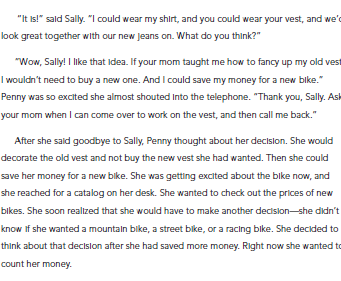 "It is!" said Sally. "I could wear my shirt, and you could wear your vest, and we'd
look great together with our new jeans on. What do you think?"
"Wow, Sally! I like that idea. If your mom taught me how to fancy up my old vest
I wouldn't need to buy a new one. And I could save my money for a new bike."
Penny was so excited she almost shouted into the telephone. "Thank you, Sally. Ask
your mom when I can come over to work on the vest, and then call me back."
After she said goodbye to Sally, Penny thought about her decision. She would
decorate the old vest and not buy the new vest she had wanted. Then she could
save her money for a new bike. She was getting excited about the bike now, and
she reached for a catalog on her desk. She wanted to check out the prices of new
bikes. She soon realized that she would have to make another decision—she didn't
know if she wanted a mountain bike, a street bike, or a racing bike. She decided to
think about that decision after she had saved more money. Right now she wanted to
count her money.